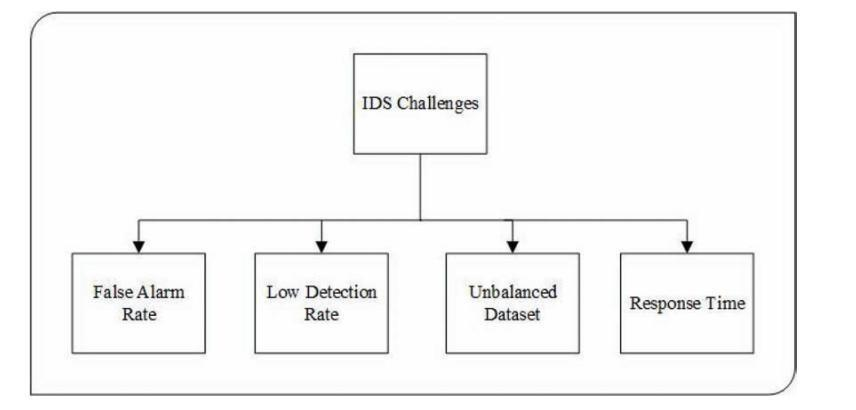 IDS Challenges
False Alarm
Rate
Low Detection
Rate
Unbalanced
Dataset
Response Time